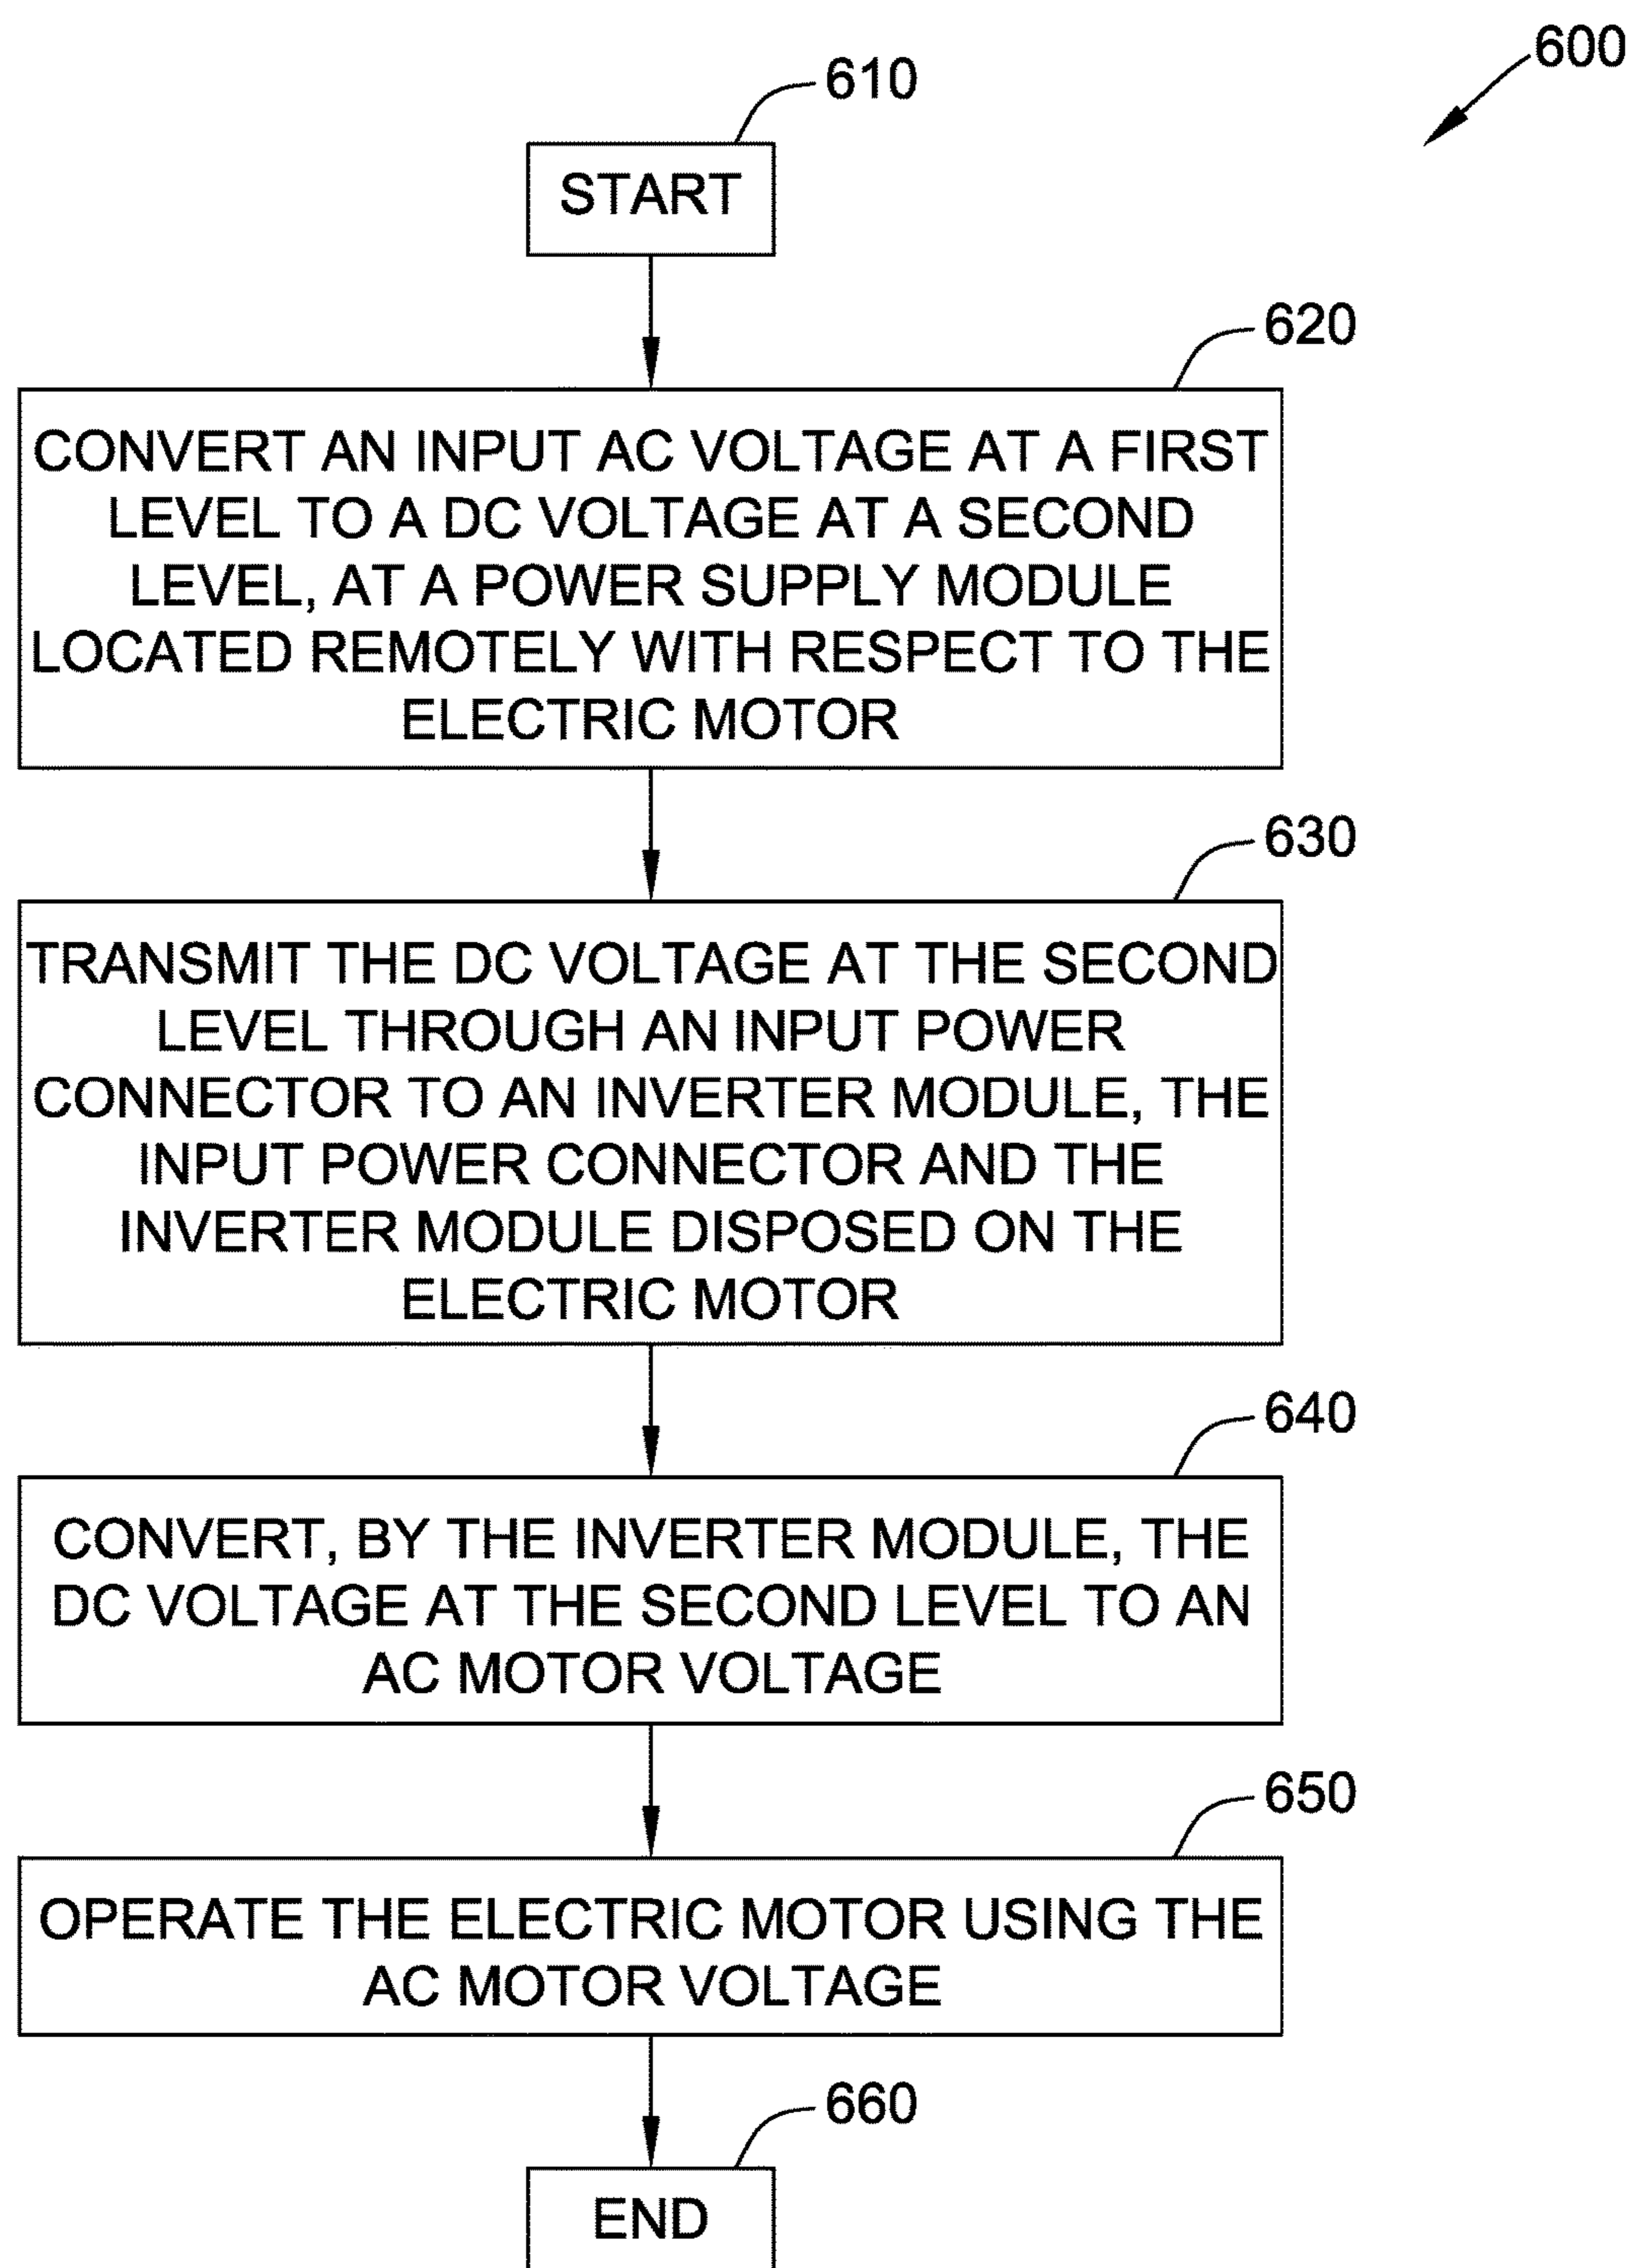 600
610
START
620
CONVERT AN INPUT AC VOLTAGE AT A FIRST
LEVEL TO A DC VOLTAGE AT A SECOND
LEVEL, AT A POWER SUPPLY MODULE
LOCATED REMOTELY WITH RESPECT TO THE
ELECTRIC MOTOR
630
TRANSMIT THE DC VOLTAGE AT THE SECOND
LEVEL THROUGH AN INPUT POWER
CONNECTOR TO AN INVERTER MODULE, THE
INPUT POWER CONNECTOR AND THE
INVERTER MODULE DISPOSED ON THE
ELECTRIC MOTOR
640
CONVERT, BY THE INVERTER MODULE, THE
DC VOLTAGE AT THE SECOND LEVEL TO AN
AC MOTOR VOLTAGE
650
OPERATE THE ELECTRIC MOTOR USING THE
AC MOTOR VOLTAGE
660
END